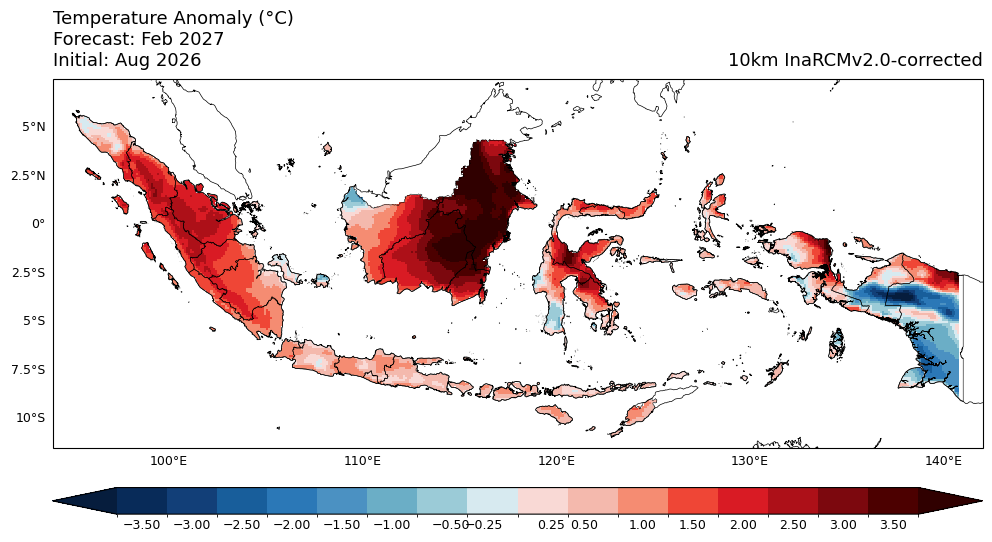 Temperature Anomaly (°C)
Forecast: Feb 2027
Initial: Aug 2026
10km InaRCMv2.0-corrected
5°N
2.5°N
0°
2.5°S
5°S
7.5°S
10°S
100°E 110°E 120°E 130°E 140°E
−3.50 −3.00 −2.50 −2.00 −1.50 −1.00 −0.50 −0.25 0.25 0.50 1.00 1.50 2.00 2.50 3.00 3.50